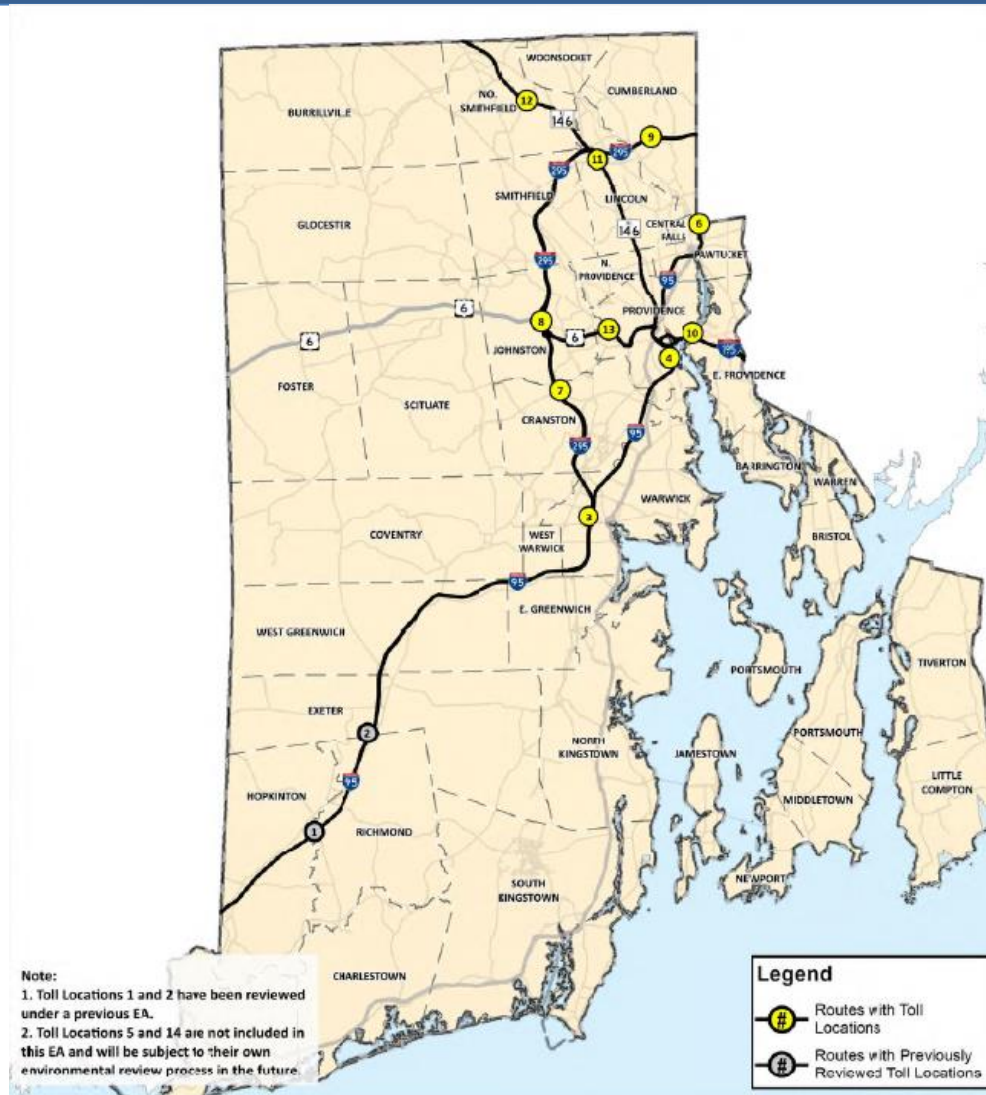 WOONSOCKET
NO.
SMITHFIELD
12
CUMBERLAND
BURRILLVILLE
146
9
295
11
295
SMITHFIELD
LINCOLN
GLOCESTIR
146
CENTRAL
FALLS
6
PAWTUCKET
N.
PROVIDENCE
295
95
6
6
8
6
13
PROVIDENCE
10
195
JOHNSTON
4
E. PROVIDENCE
FOSTER
SCITUATE
7
CRANSTON
295
95
BARRINGTON
WARREN
WARWICK
3
COVENTRY
WEST
WARWICK
BRISTOL
95
E. GREENWICH
WEST GREENWICH
PORTSMOUTH
TIVERTON
EXETER
2
NORTH
KINGSTOWN
JAMESTOWN
PORTSMOUTH
95
HOPKINTON
1
RICHMOND
MIDDLETOWN
LITTLE
COMPTON
NEWPORT
SOUTH
KINGSTOWN
CHARLESTOWN
Note:
1. Toll Locations 1 and 2 have been reviewed
under a previous EA.
2. Toll Locations 5 and 14 are not included in
this EA and will be subject to their own
environmental review process in the future.
Legend
# Routes with Toll
Locations
# Routes with Previously
Reviewed Toll Locations